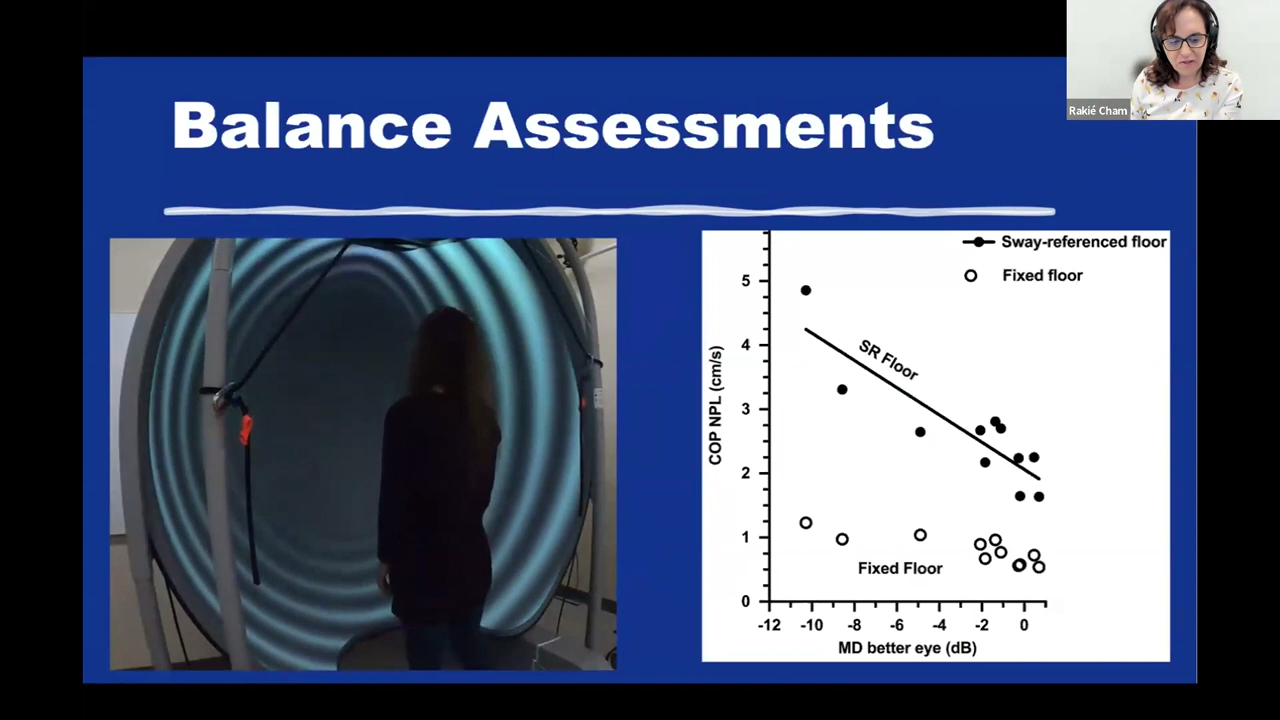 Rakié Cham
Balance Assessments
Sway-referenced floor
Fixed floor
SR Floor
Fixed Floor
COP NPL (cm/s)
5
4
3
2
1
0
-12 -10 -8 -6 -4 -2 0
MD better eye (dB)